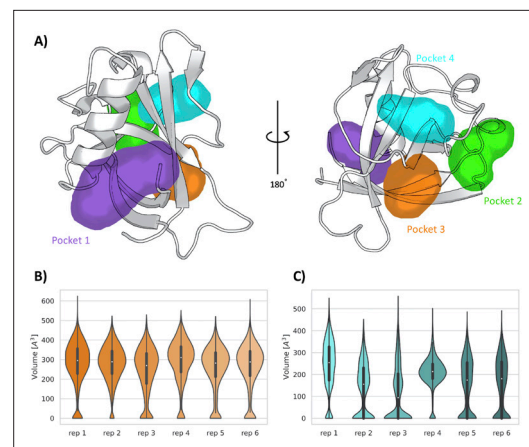 A)
Pocket 4
180°
Pocket 1
Pocket 2
Pocket 3
B)
C)
Volume [A³]
600
500
400
300
200
100
0
rep 1 rep 2 rep 3 rep 4 rep 5 rep 6
Volume [A³]
500
400
300
200
100
0
rep 1 rep 2 rep 3 rep 4 rep 5 rep 6